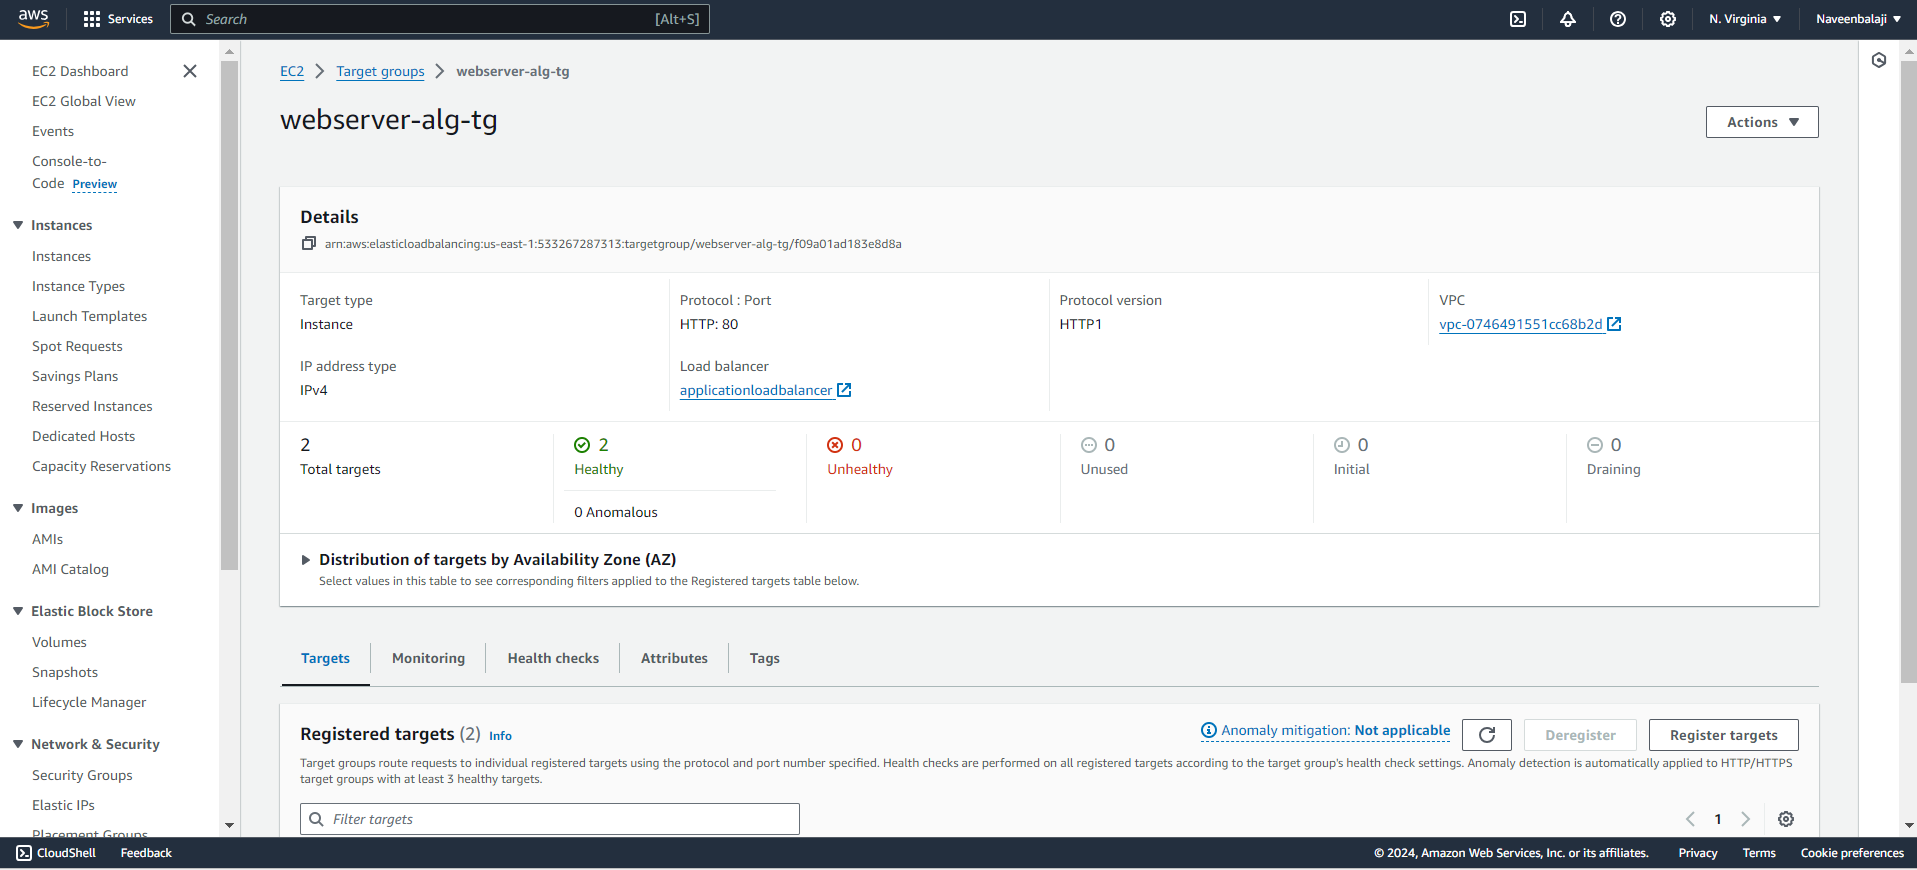 aws
Services
Search
[Alt+S]
N. Virginia
Naveenbalaji
EC2 Dashboard
EC2 Global View
Events
Console-to-
Code Preview
Instances
Instances
Instance Types
Launch Templates
Spot Requests
Savings Plans
Reserved Instances
Dedicated Hosts
Capacity Reservations
Images
AMIs
AMI Catalog
Elastic Block Store
Volumes
Snapshots
Lifecycle Manager
Network & Security
Security Groups
Elastic IPs
Placement Groups
EC2
Target groups
webserver-alg-tg
webserver-alg-tg
Actions
Details
arn:aws:elasticloadbalancing:us-east-1:533267287313:targetgroup/webserver-alg-tg/f09a01ad183e8d8a
Target type
Instance
Protocol : Port
HTTP: 80
Protocol version
HTTP1
VPC
vpc-0746491551cc68b2d
IP address type
IPv4
Load balancer
applicationloadbalancer
2
Total targets
2
Healthy
0 Anomalous
0
Unhealthy
0
Unused
0
Initial
0
Draining
Distribution of targets by Availability Zone (AZ)
Select values in this table to see corresponding filters applied to the Registered targets table below.
Targets
Monitoring
Health checks
Attributes
Tags
Registered targets (2) Info
Anomaly mitigation: Not applicable
Deregister
Register targets
Target groups route requests to individual registered targets using the protocol and port number specified. Health checks are performed on all registered targets according to the target group's health check settings. Anomaly detection is automatically applied to HTTP/HTTPS
target groups with at least 3 healthy targets.
Filter targets
1
CloudShell
Feedback
© 2024, Amazon Web Services, Inc. or its affiliates.
Privacy
Terms
Cookie preferences